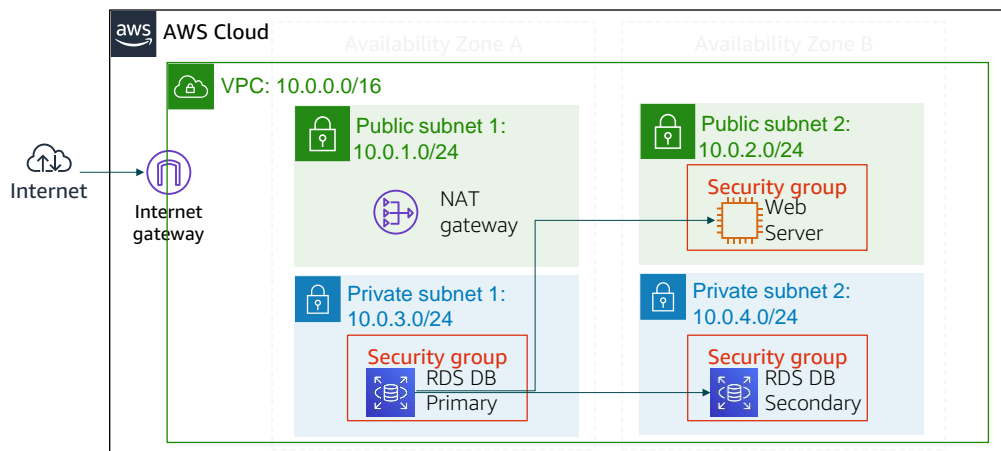 aws
AWS Cloud
Availability Zone A
Availability Zone B
VPC: 10.0.0.0/16
Public subnet 1:
10.0.1.0/24
Public subnet 2:
10.0.2.0/24
Internet
Internet
gateway
NAT
gateway
Security group
Web
Server
Private subnet 1:
10.0.3.0/24
Private subnet 2:
10.0.4.0/24
Security group
RDS DB
Primary
Security group
RDS DB
Secondary